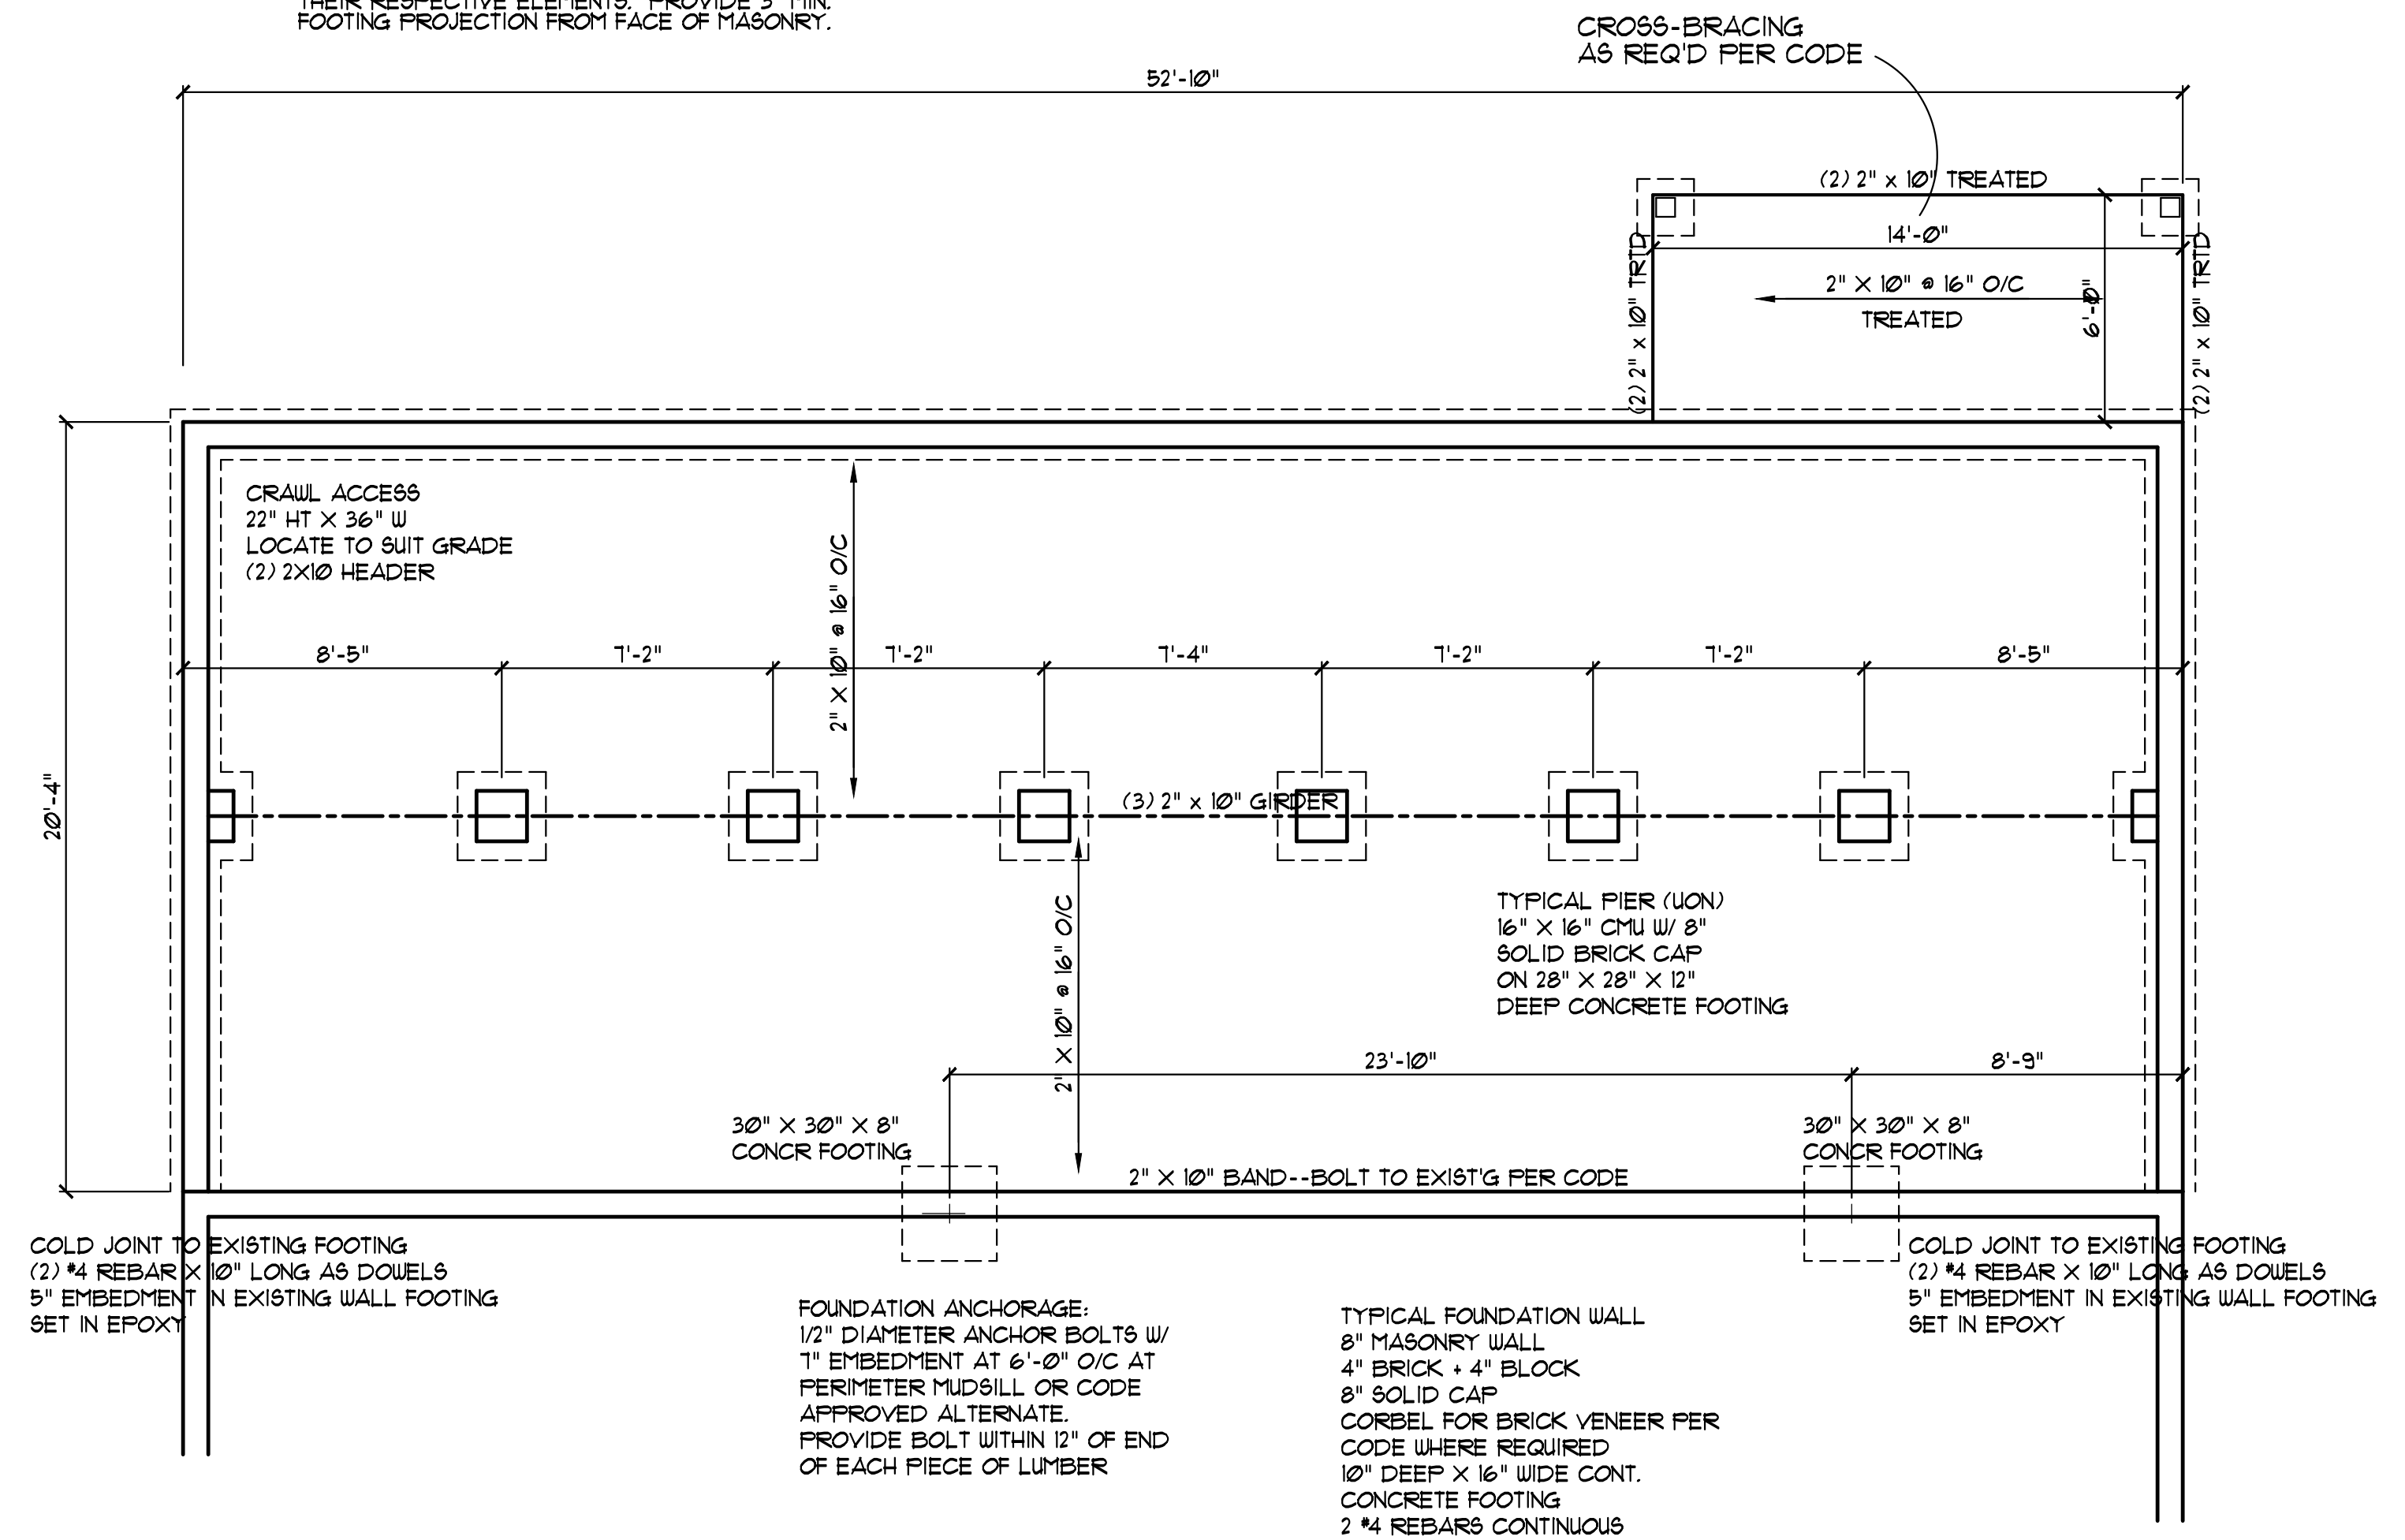 THEIR RESPECTIVE ELEMENTS. PROVIDE 3" MIN.
FOOTING PROJECTION FROM FACE OF MASONRY.
CROSS-BRACING
AS REQ'D PER CODE
52'-10"
(2) 2" x 10" TREATED
14'-0"
(2) 2" x 10" TRTD
2" X 10" @ 16" O/C
TREATED
6'-0"
(2) 2" x 10" TRTD
CRAWL ACCESS
22" HT X 36" W
LOCATE TO SUIT GRADE
(2) 2X10 HEADER
2" X 10" @ 16" O/C
8'-5"
7'-2"
7'-2"
7'-4"
7'-2"
7'-2"
8'-5"
20'-4"
(3) 2" x 10" GIRDER
2" X 10" @ 16" O/C
TYPICAL PIER (UON)
16" X 16" CMU W/ 8"
SOLID BRICK CAP
ON 28" X 28" X 12"
DEEP CONCRETE FOOTING
23'-10"
8'-9"
30" X 30" X 8"
CONCR FOOTING
30" X 30" X 8"
CONCR FOOTING
2" X 10" BAND--BOLT TO EXIST'G PER CODE
COLD JOINT TO EXISTING FOOTING
(2) #4 REBAR X 10" LONG AS DOWELS
5" EMBEDMENT IN EXISTING WALL FOOTING
SET IN EPOXY
COLD JOINT TO EXISTING FOOTING
(2) #4 REBAR X 10" LONG AS DOWELS
5" EMBEDMENT IN EXISTING WALL FOOTING
SET IN EPOXY
FOUNDATION ANCHORAGE:
1/2" DIAMETER ANCHOR BOLTS W/
7" EMBEDMENT AT 6'-0" O/C AT
PERIMETER MUDSILL OR CODE
APPROVED ALTERNATE.
PROVIDE BOLT WITHIN 12" OF END
OF EACH PIECE OF LUMBER
TYPICAL FOUNDATION WALL
8" MASONRY WALL
4" BRICK + 4" BLOCK
8" SOLID CAP
CORBEL FOR BRICK VENEER PER
CODE WHERE REQUIRED
10" DEEP X 16" WIDE CONT.
CONCRETE FOOTING
2 #4 REBARS CONTINUOUS